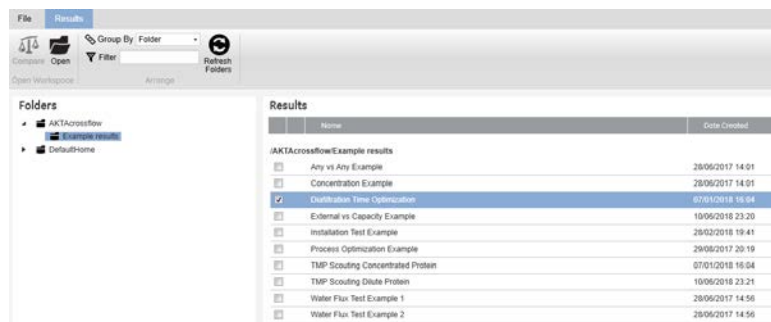 File Results
Group By Folder
Compare Open Filter Refresh Folders
Open Workspace Arrange
Folders
AKTAcrossflow
Example results
DefaultHome
Results
Name Date Created
/AKTAcrossflow/Example results
Any vs Any Example 28/06/2017 14:01
Concentration Example 28/06/2017 14:01
Diafiltration Time Optimization 07/01/2018 16:04
External vs Capacity Example 10/06/2018 23:20
Installation Test Example 28/02/2018 19:41
Process Optimization Example 29/08/2017 20:19
TMP Scouting Concentrated Protein 07/01/2018 16:04
TMP Scouting Dilute Protein 10/06/2018 23:21
Water Flux Test Example 1 28/06/2017 14:56
Water Flux Test Example 2 28/06/2017 14:56